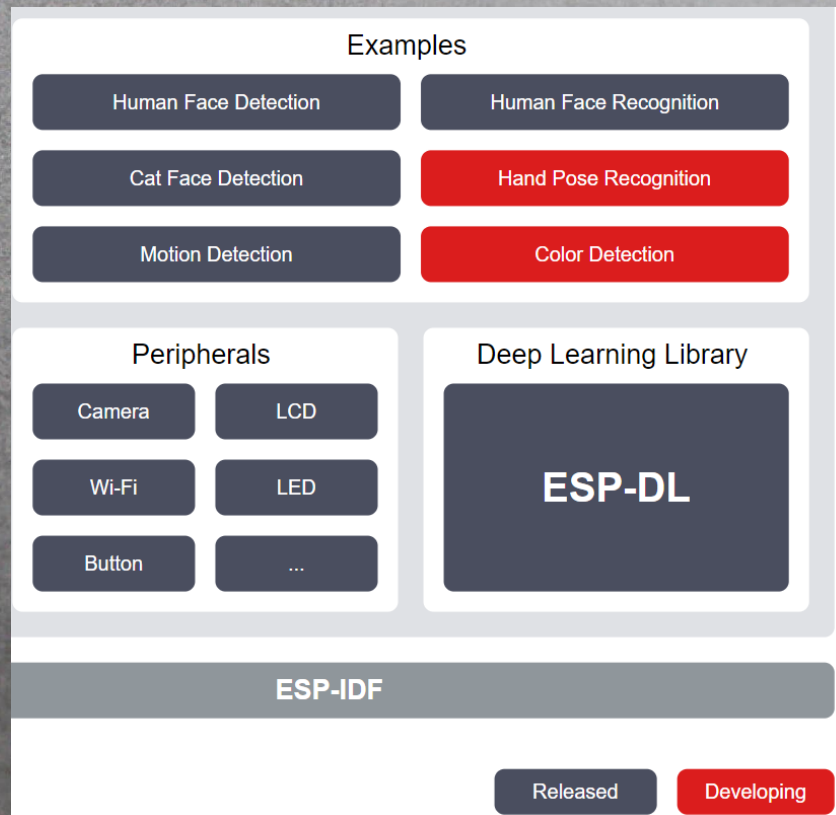 Examples
Human Face Detection
Human Face Recognition
Cat Face Detection
Hand Pose Recognition
Motion Detection
Color Detection
Peripherals
Camera
LCD
Wi-Fi
LED
Button
...
Deep Learning Library
ESP-DL
ESP-IDF
Released
Developing